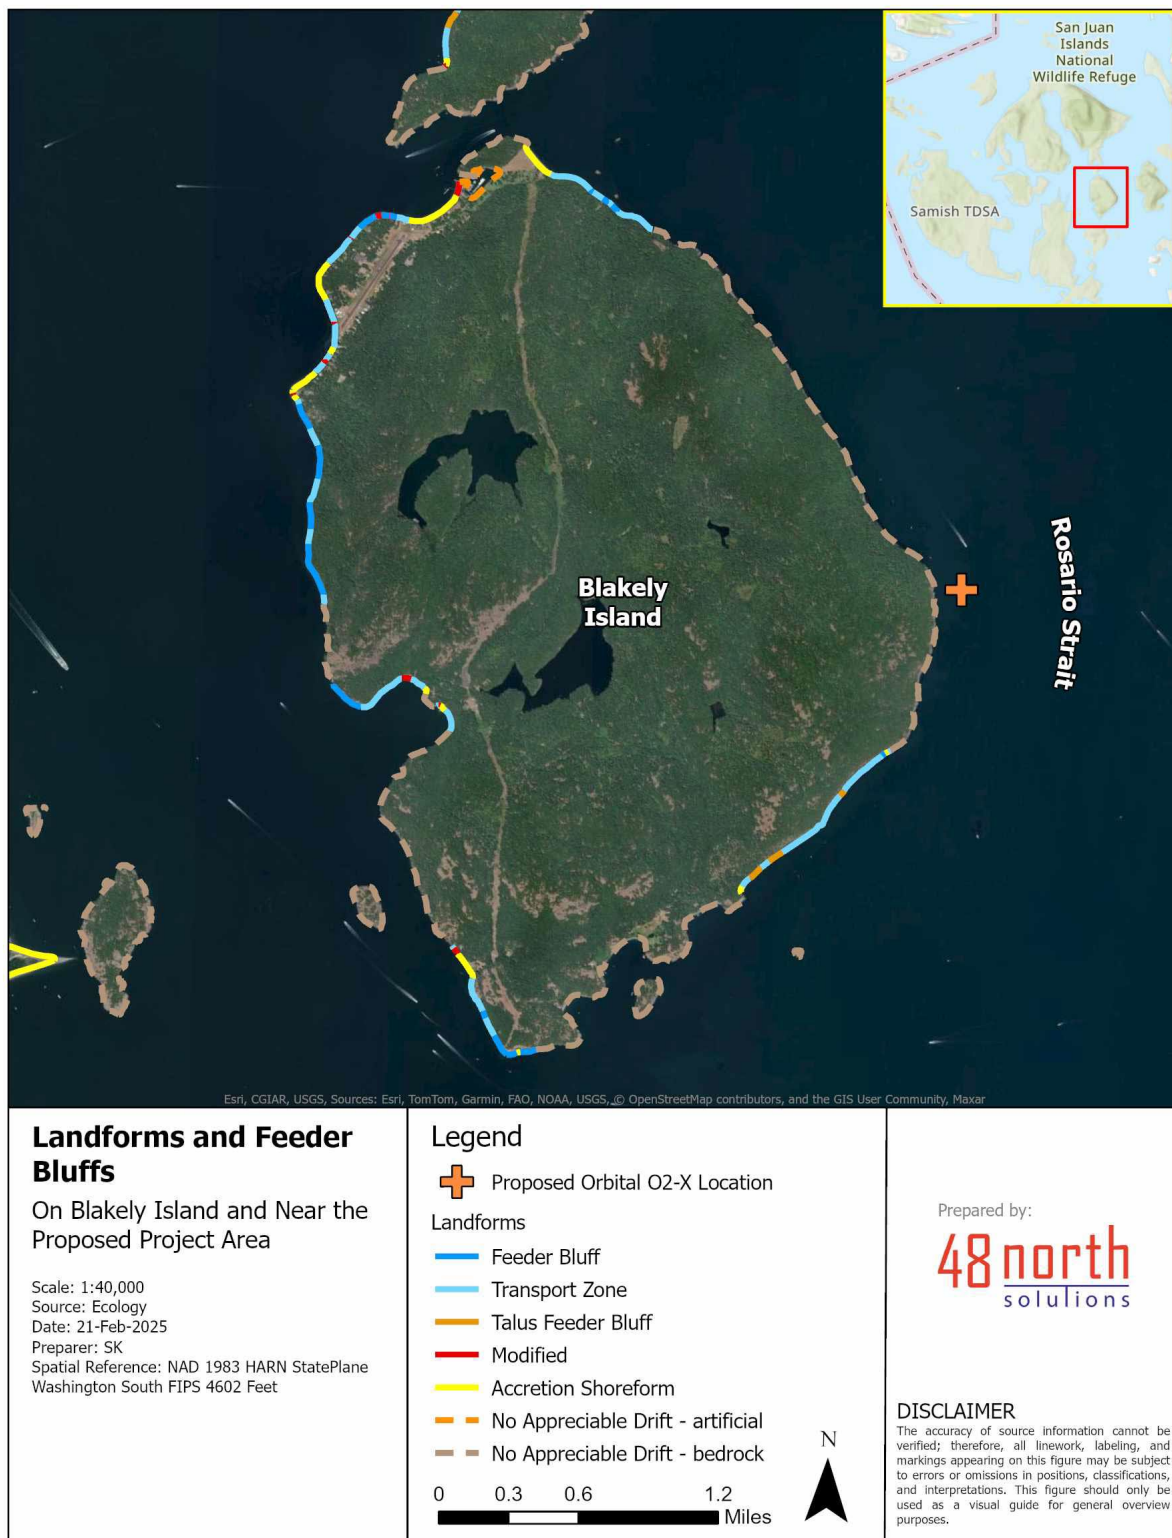 San Juan
Islands
National
Wildlife Refuge
Samish TDSA
Blakely
Island
Rosario Strait
Esri, CGIAR, USGS, Sources: Esri, TomTom, Garmin, FAO, NOAA, USGS, © OpenStreetMap contributors, and the GIS User Community, Maxar
Landforms and Feeder
Bluffs
On Blakely Island and Near the
Proposed Project Area
Scale: 1:40,000
Source: Ecology
Date: 21-Feb-2025
Preparer: SK
Spatial Reference: NAD 1983 HARN StatePlane
Washington South FIPS 4602 Feet
Legend
Proposed Orbital O2-X Location
Landforms
Feeder Bluff
Transport Zone
Talus Feeder Bluff
Modified
Accretion Shoreform
No Appreciable Drift - artificial
No Appreciable Drift - bedrock
0 0.3 0.6 1.2
Miles
N
Prepared by:
48 north
solutions
DISCLAIMER
The accuracy of source information cannot be
verified; therefore, all linework, labeling, and
markings appearing on this figure may be subject
to errors or omissions in positions, classifications,
and interpretations. This figure should only be
used as a visual guide for general overview
purposes.